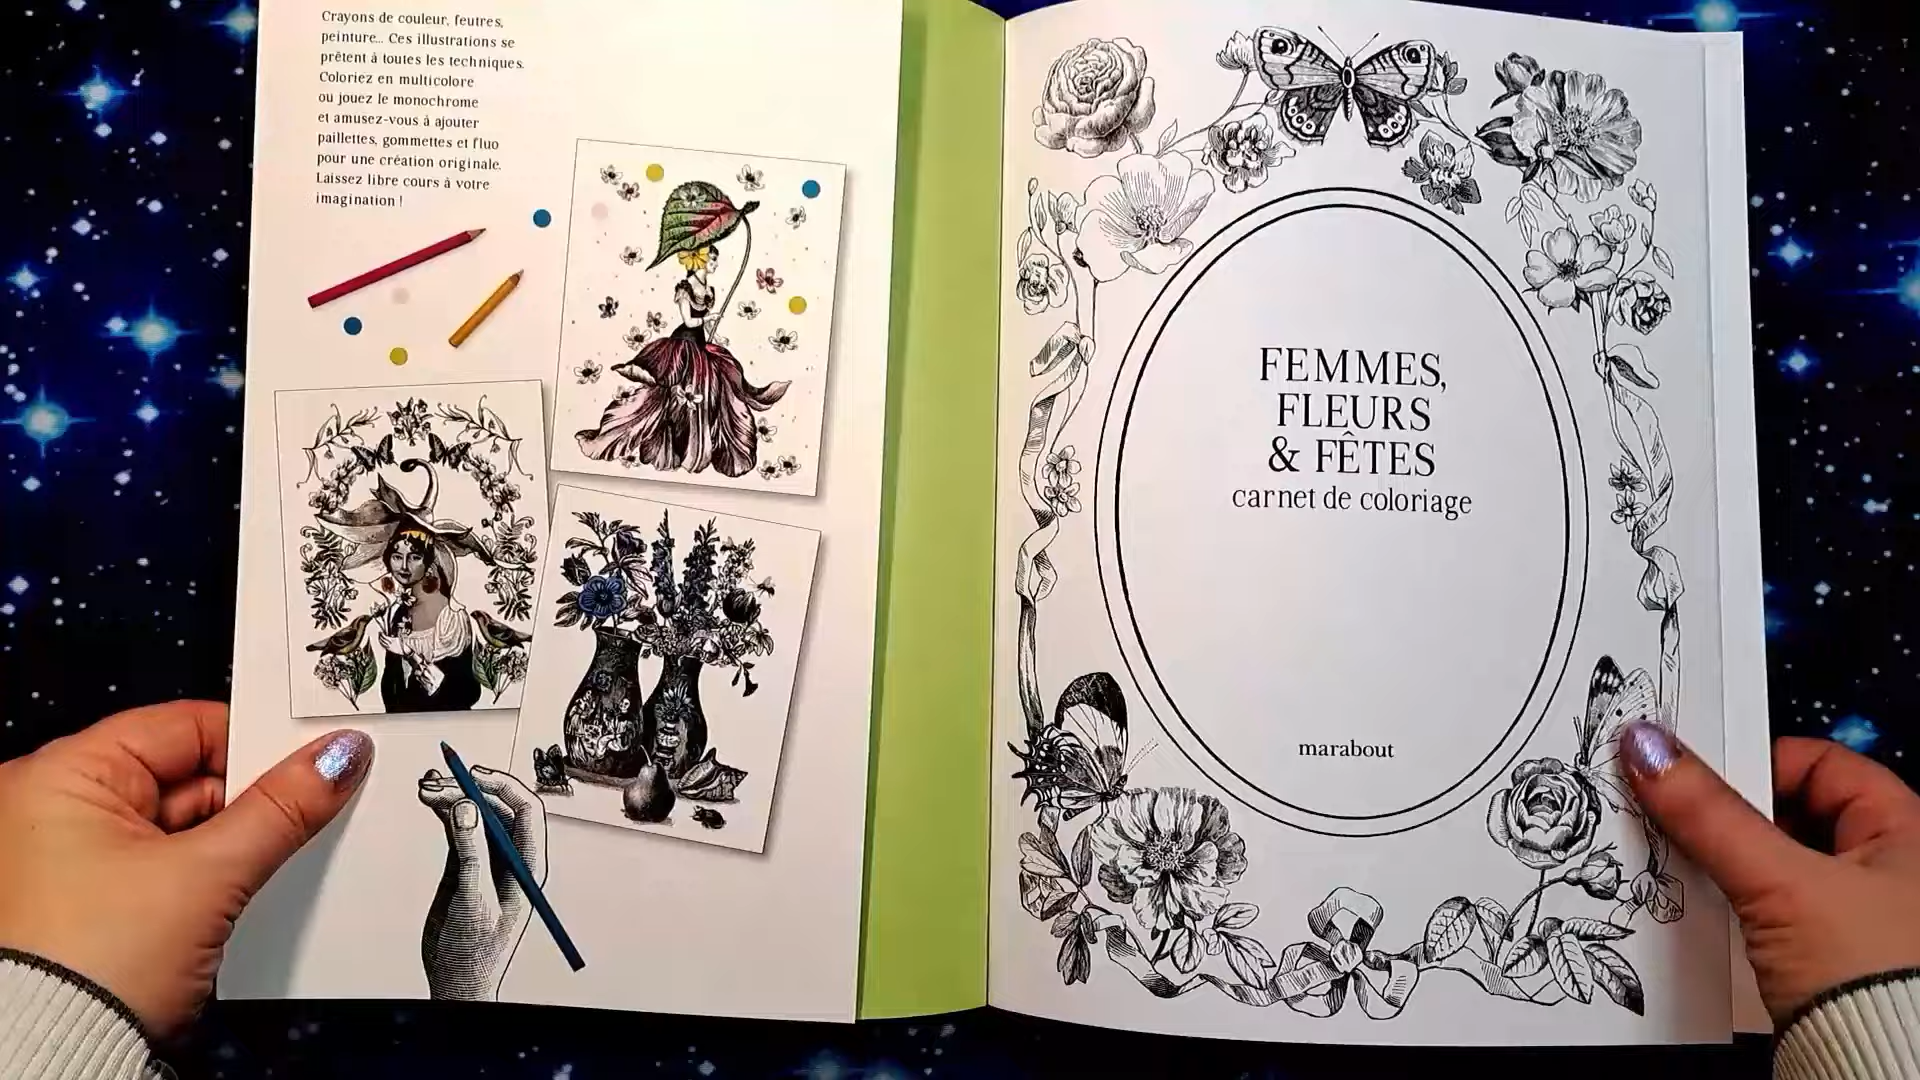 Crayons de couleur, feutres,
peinture... Ces illustrations se
prêtent à toutes les techniques.
Coloriez en multicolore
ou jouez le monochrome
et amusez-vous à ajouter
paillettes, gommettes et fluo
pour une création originale.
Laissez libre cours à votre
imagination !
FEMMES,
FLEURS
& FÊTES
carnet de coloriage
marabout